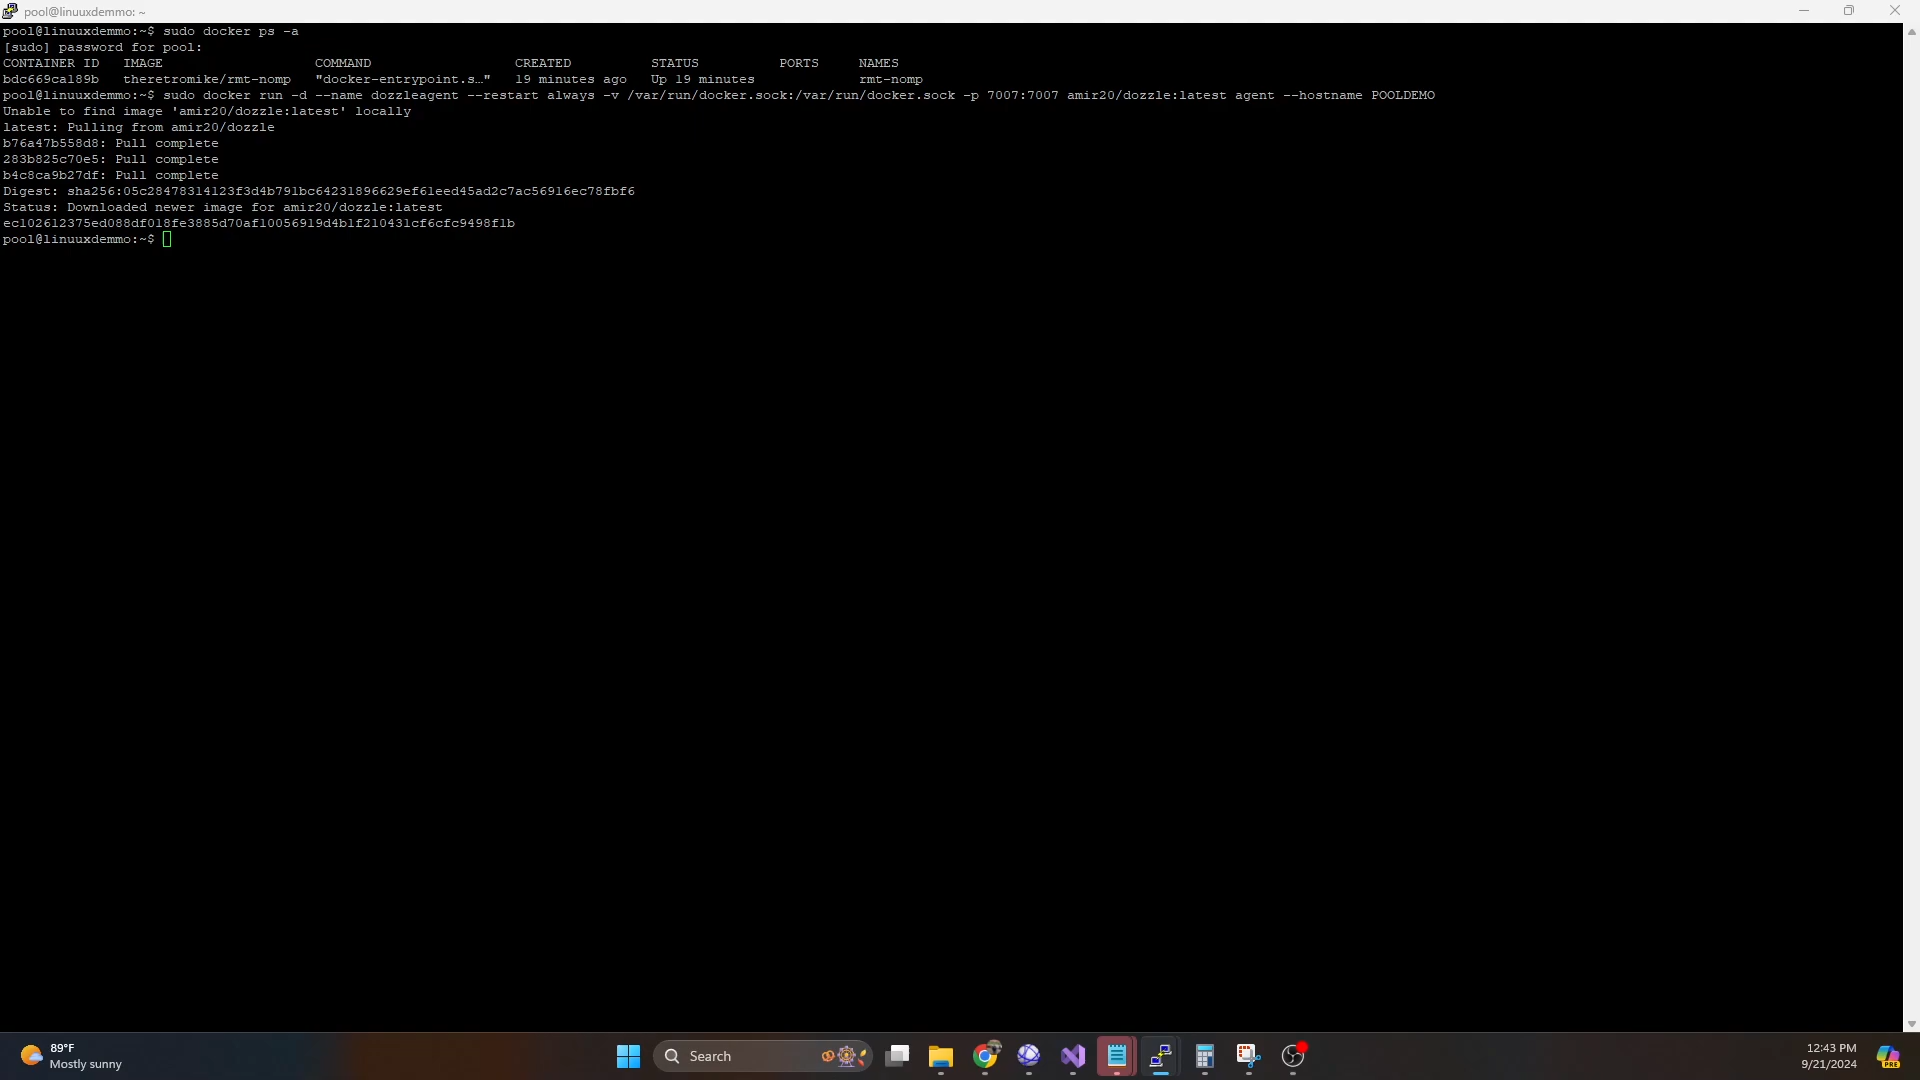 pool@linuuxdemmo: ~
pool@linuuxdemmo:~$ sudo docker ps -a
[sudo] password for pool:
CONTAINER ID   IMAGE                   COMMAND                  CREATED          STATUS          PORTS     NAMES
bdc669ca189b   theretromike/rmt-nomp   "docker-entrypoint.s…"   19 minutes ago   Up 19 minutes             rmt-nomp
pool@linuuxdemmo:~$ sudo docker run -d --name dozzleagent --restart always -v /var/run/docker.sock:/var/run/docker.sock -p 7007:7007 amir20/dozzle:latest agent --hostname POOLDEMO
Unable to find image 'amir20/dozzle:latest' locally
latest: Pulling from amir20/dozzle
b76a47b558d8: Pull complete
283b825c70e5: Pull complete
b4c8ca9b27df: Pull complete
Digest: sha256:05c28478314123f3d4b791bc64231896629ef61eed45ad2c7ac56916ec78fbf6
Status: Downloaded newer image for amir20/dozzle:latest
ec102612375ed088df018fe3885d70af10056919d4b1f210431cf6cfc9498f1b
pool@linuuxdemmo:~$
89°F
Mostly sunny
Search
12:43 PM
9/21/2024
PRE